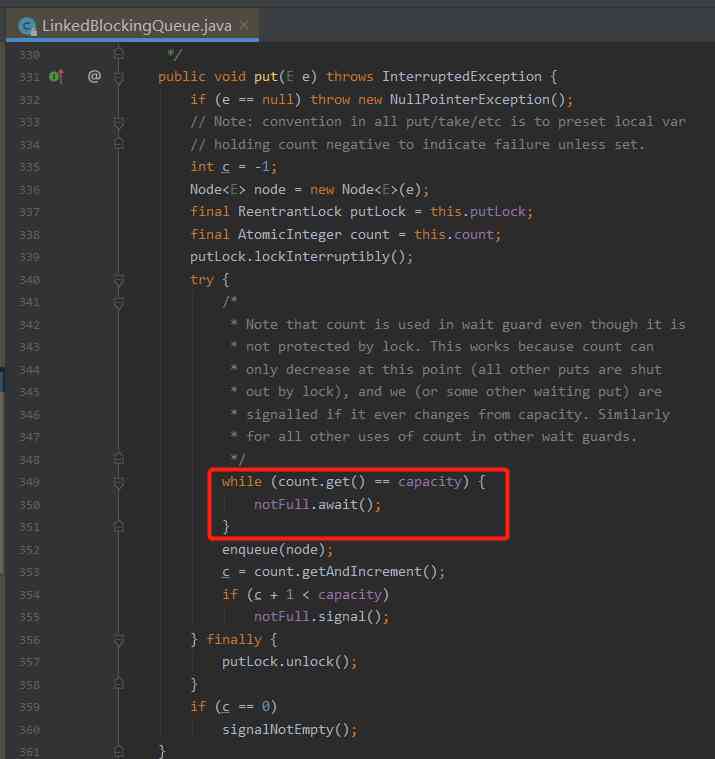 LinkedBlockingQueue.java
330 */
331 @ public void put(E e) throws InterruptedException {
332 if (e == null) throw new NullPointerException();
333 // Note: convention in all put/take/etc is to preset local var
334 // holding count negative to indicate failure unless set.
335 int c = -1;
336 Node<E> node = new Node<E>(e);
337 final ReentrantLock putLock = this.putLock;
338 final AtomicInteger count = this.count;
339 putLock.lockInterruptibly();
340 try {
341 /*
342 * Note that count is used in wait guard even though it is
343 * not protected by lock. This works because count can
344 * only decrease at this point (all other puts are shut
345 * out by lock), and we (or some other waiting put) are
346 * signalled if it ever changes from capacity. Similarly
347 * for all other uses of count in other wait guards.
348 */
349 while (count.get() == capacity) {
350 notFull.await();
351 }
352 enqueue(node);
353 c = count.getAndIncrement();
354 if (c + 1 < capacity)
355 notFull.signal();
356 } finally {
357 putLock.unlock();
358 }
359 if (c == 0)
360 signalNotEmpty();
361 }